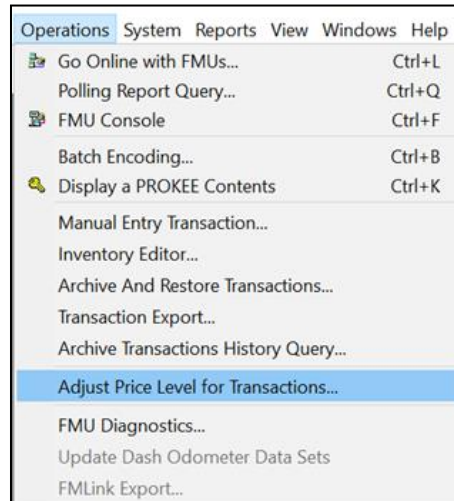 Operations System Reports View Windows Help
Go Online with FMUs... Ctrl+L
Polling Report Query... Ctrl+Q
FMU Console Ctrl+F
Batch Encoding... Ctrl+B
Display a PROKEE Contents Ctrl+K
Manual Entry Transaction...
Inventory Editor...
Archive And Restore Transactions...
Transaction Export...
Archive Transactions History Query...
Adjust Price Level for Transactions...
FMU Diagnostics...
Update Dash Odometer Data Sets
FMLink Export...